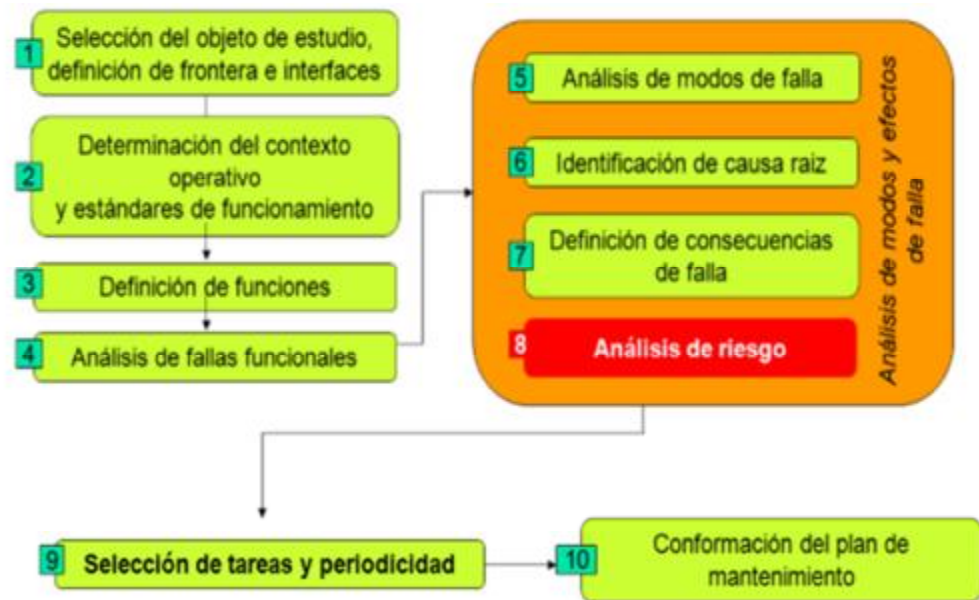 1
Selección del objeto de estudio,
definición de frontera e interfaces
2
Determinación del contexto
operativo
y estándares de funcionamiento
3
Definición de funciones
4
Análisis de fallas funcionales
5
Análisis de modos de falla
6
Identificación de causa raiz
7
Definición de consecuencias
de falla
8
Análisis de riesgo
Análisis de modos y efectos
de falla
9
Selección de tareas y periodicidad
10
Conformación del plan de
mantenimiento